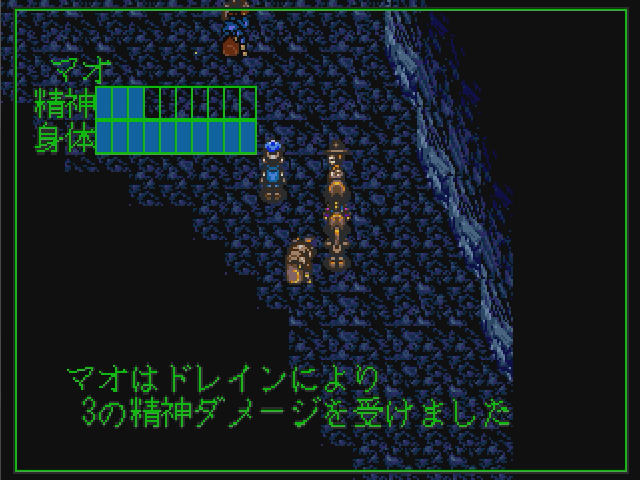 マオ
精神
身体
マオはドレインにより
3の精神ダメージを受けました